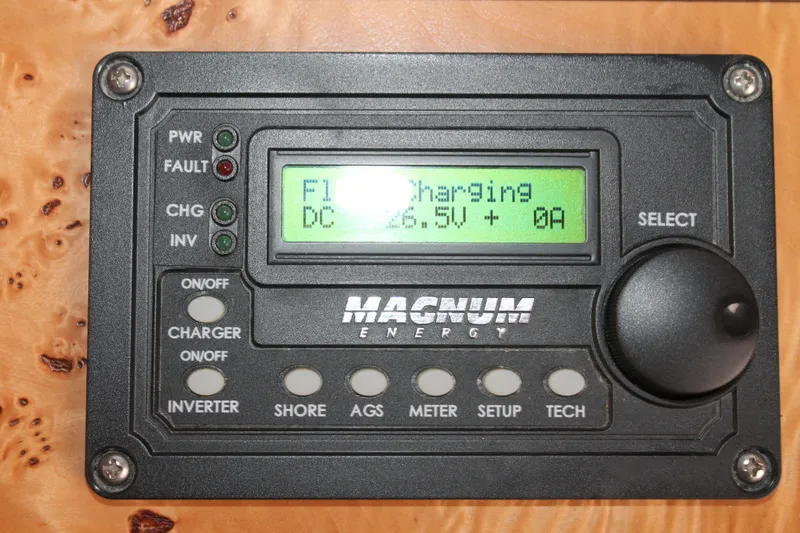 PWR
FAULT
CHG
INV
Charging
DC 26.5V + 0A
SELECT
ON/OFF
CHARGER
ON/OFF
INVERTER
MAGNUM
ENERGY
SHORE
AGS
METER
SETUP
TECH